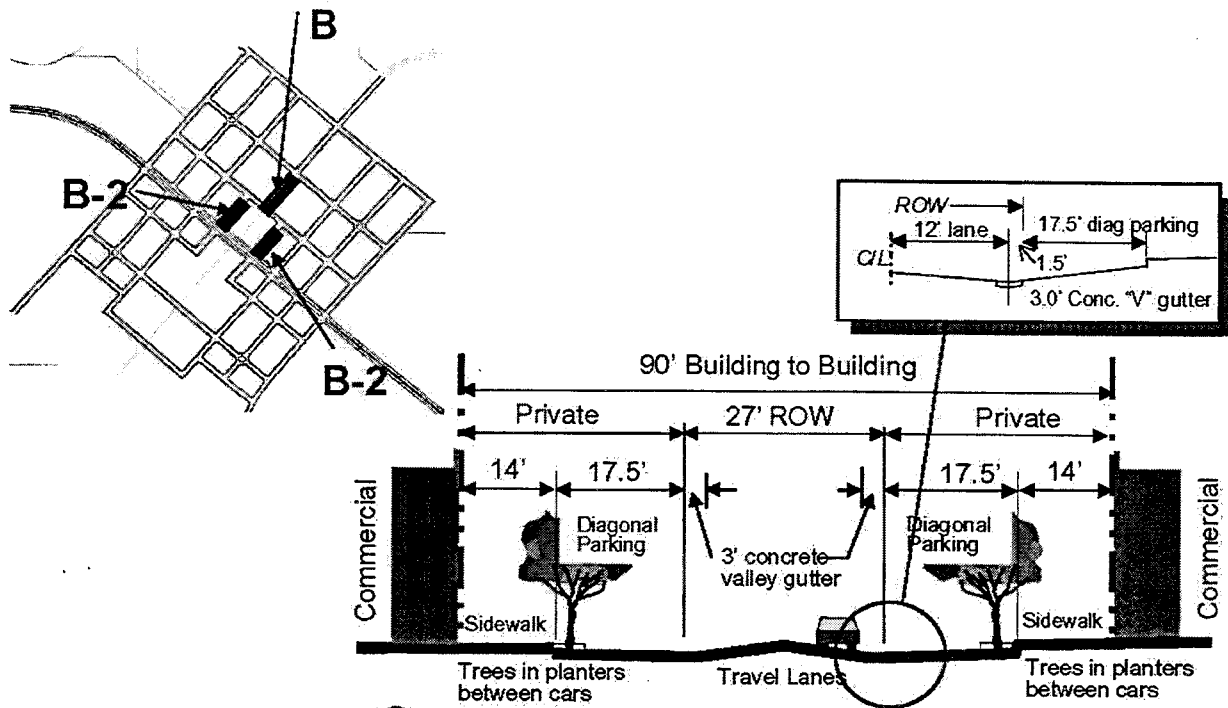 B
B-2
B-2
ROW
12' lane
17.5' diag parking
C/L
1.5'
3.0' Conc. "V" gutter
90' Building to Building
Private
27' ROW
Private
14'
17.5'
17.5'
14'
Commercial
Diagonal
Parking
3' concrete
valley gutter
Diagonal
Parking
Commercial
Sidewalk
Sidewalk
Trees in planters
between cars
Travel Lanes
Trees in planters
between cars